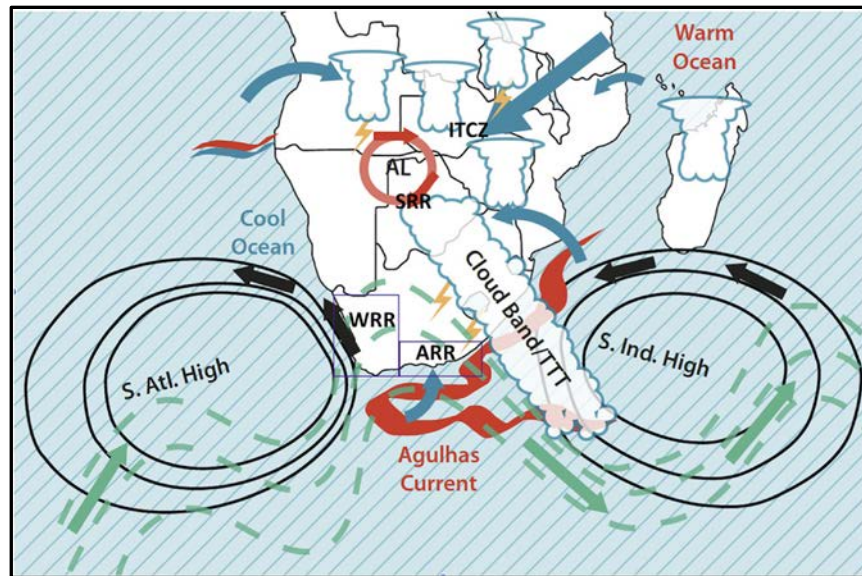 Warm
Ocean
ITCZ
AL
SRR
Cool
Ocean
Cloud Band/TTT
WRR
ARR
S. Atl. High
S. Ind. High
Agulhas
Current